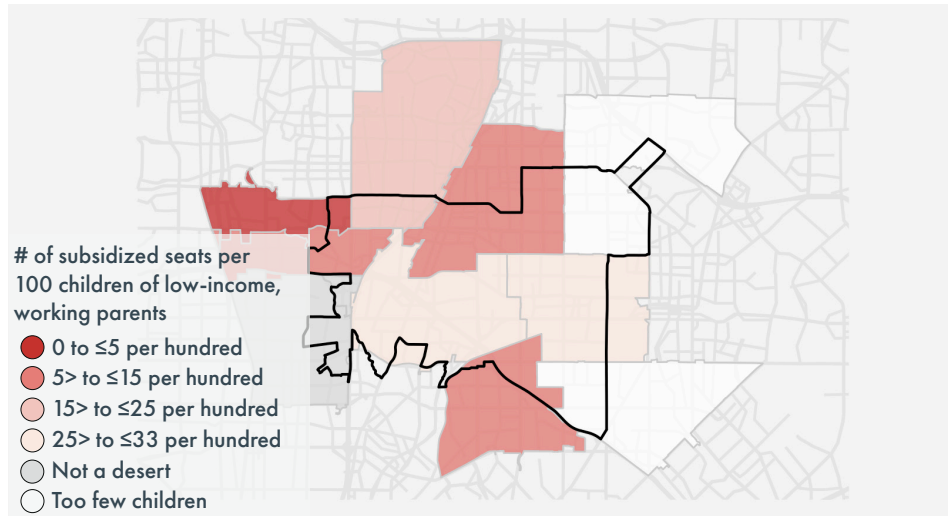 # of subsidized seats per
100 children of low-income,
working parents
0 to ≤5 per hundred
5> to ≤15 per hundred
15> to ≤25 per hundred
25> to ≤33 per hundred
Not a desert
Too few children